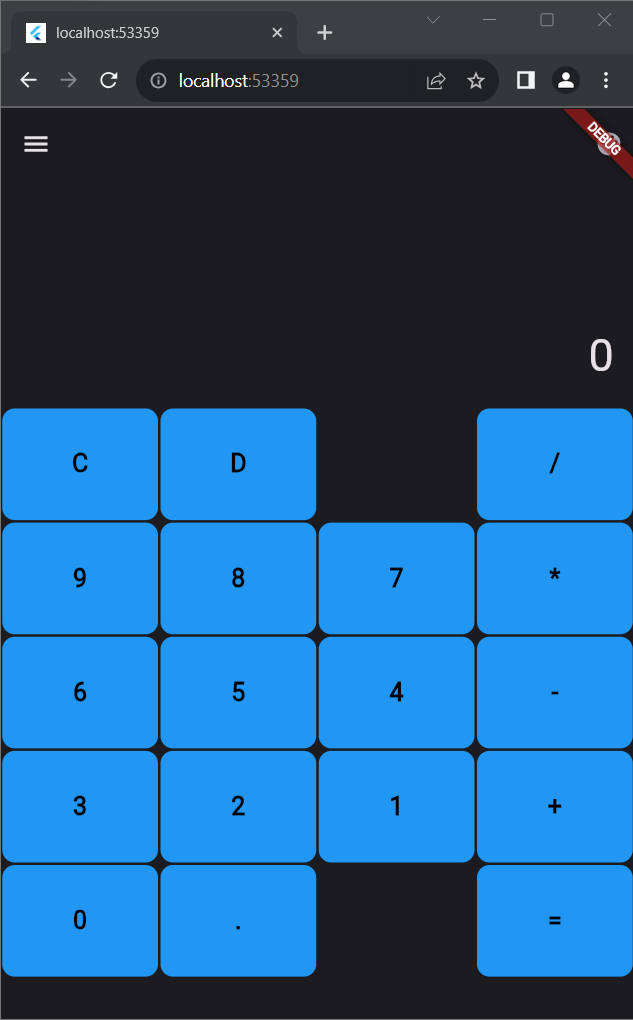 localhost:53359
localhost:53359
DEBUG
0
C D /
9 8 7 *
6 5 4 -
3 2 1 +
0 . =